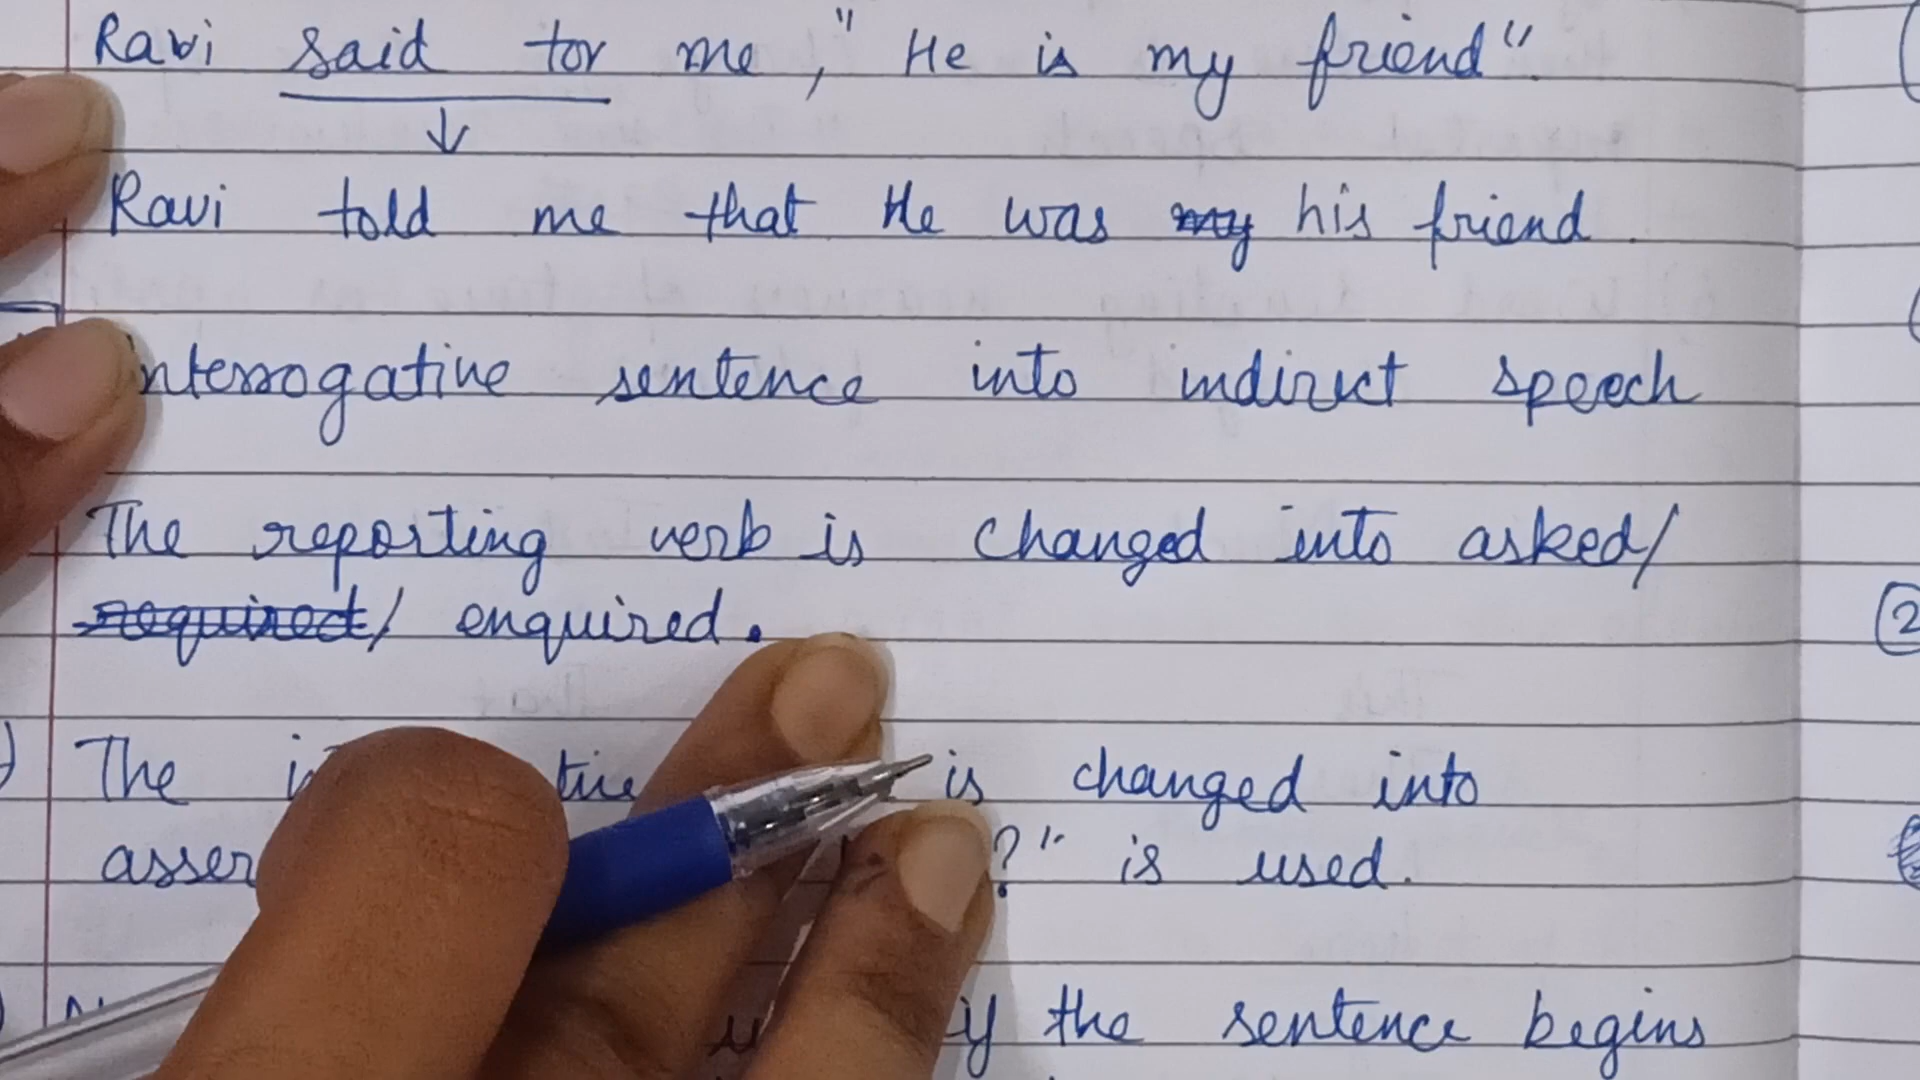 Ravi said to me, "He is my friend".
Ravi told me that He was my his friend.
Interrogative sentence into indirect speech
The reporting verb is changed into asked/
required/ enquired.
The is changed into
?" is used.
if the sentence begins
2